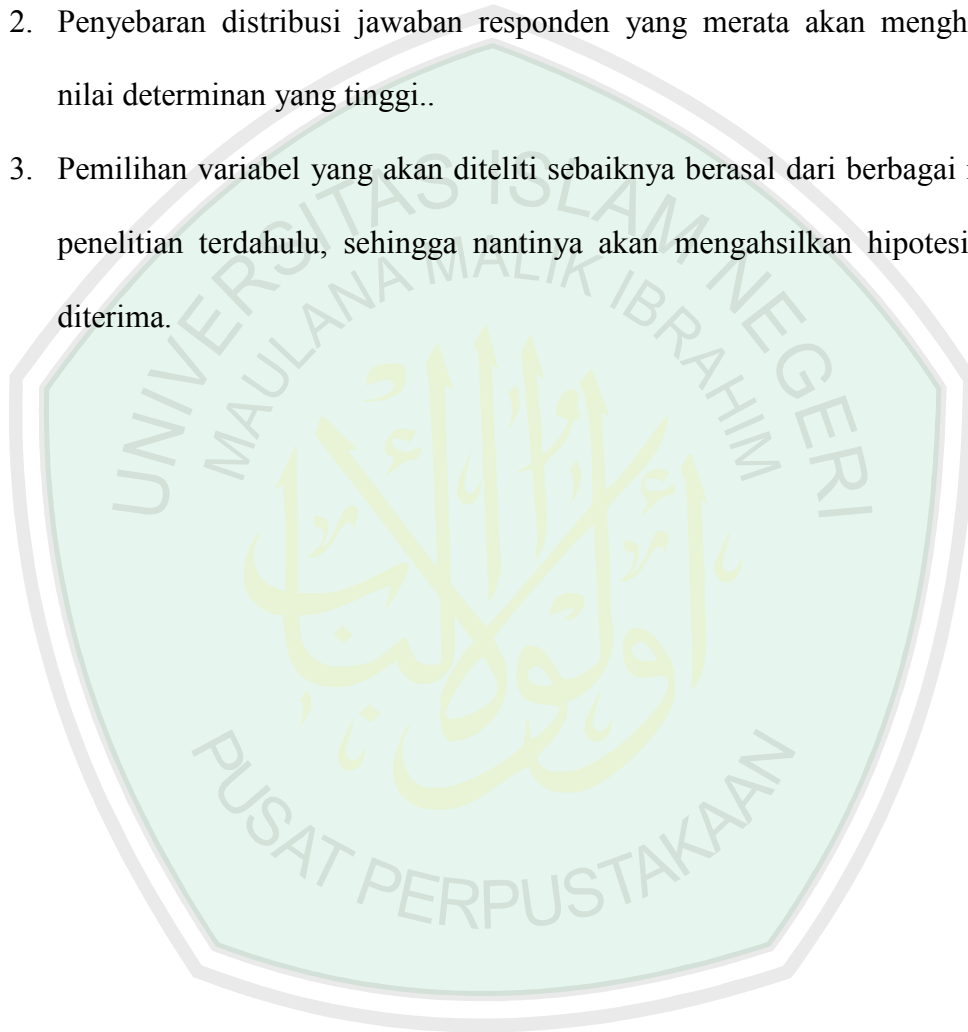 2. Penyebaran distribusi jawaban responden yang merata akan mengh
nilai determinan yang tinggi..
3. Pemilihan variabel yang akan diteliti sebaiknya berasal dari berbagai
penelitian terdahulu, sehingga nantinya akan mengahsilkan hipotesi
diterima.
UNIVERSITAS ISLAM NEGERI
MAULANA MALIK IBRAHIM
PUSAT PERPUSTAKAAN